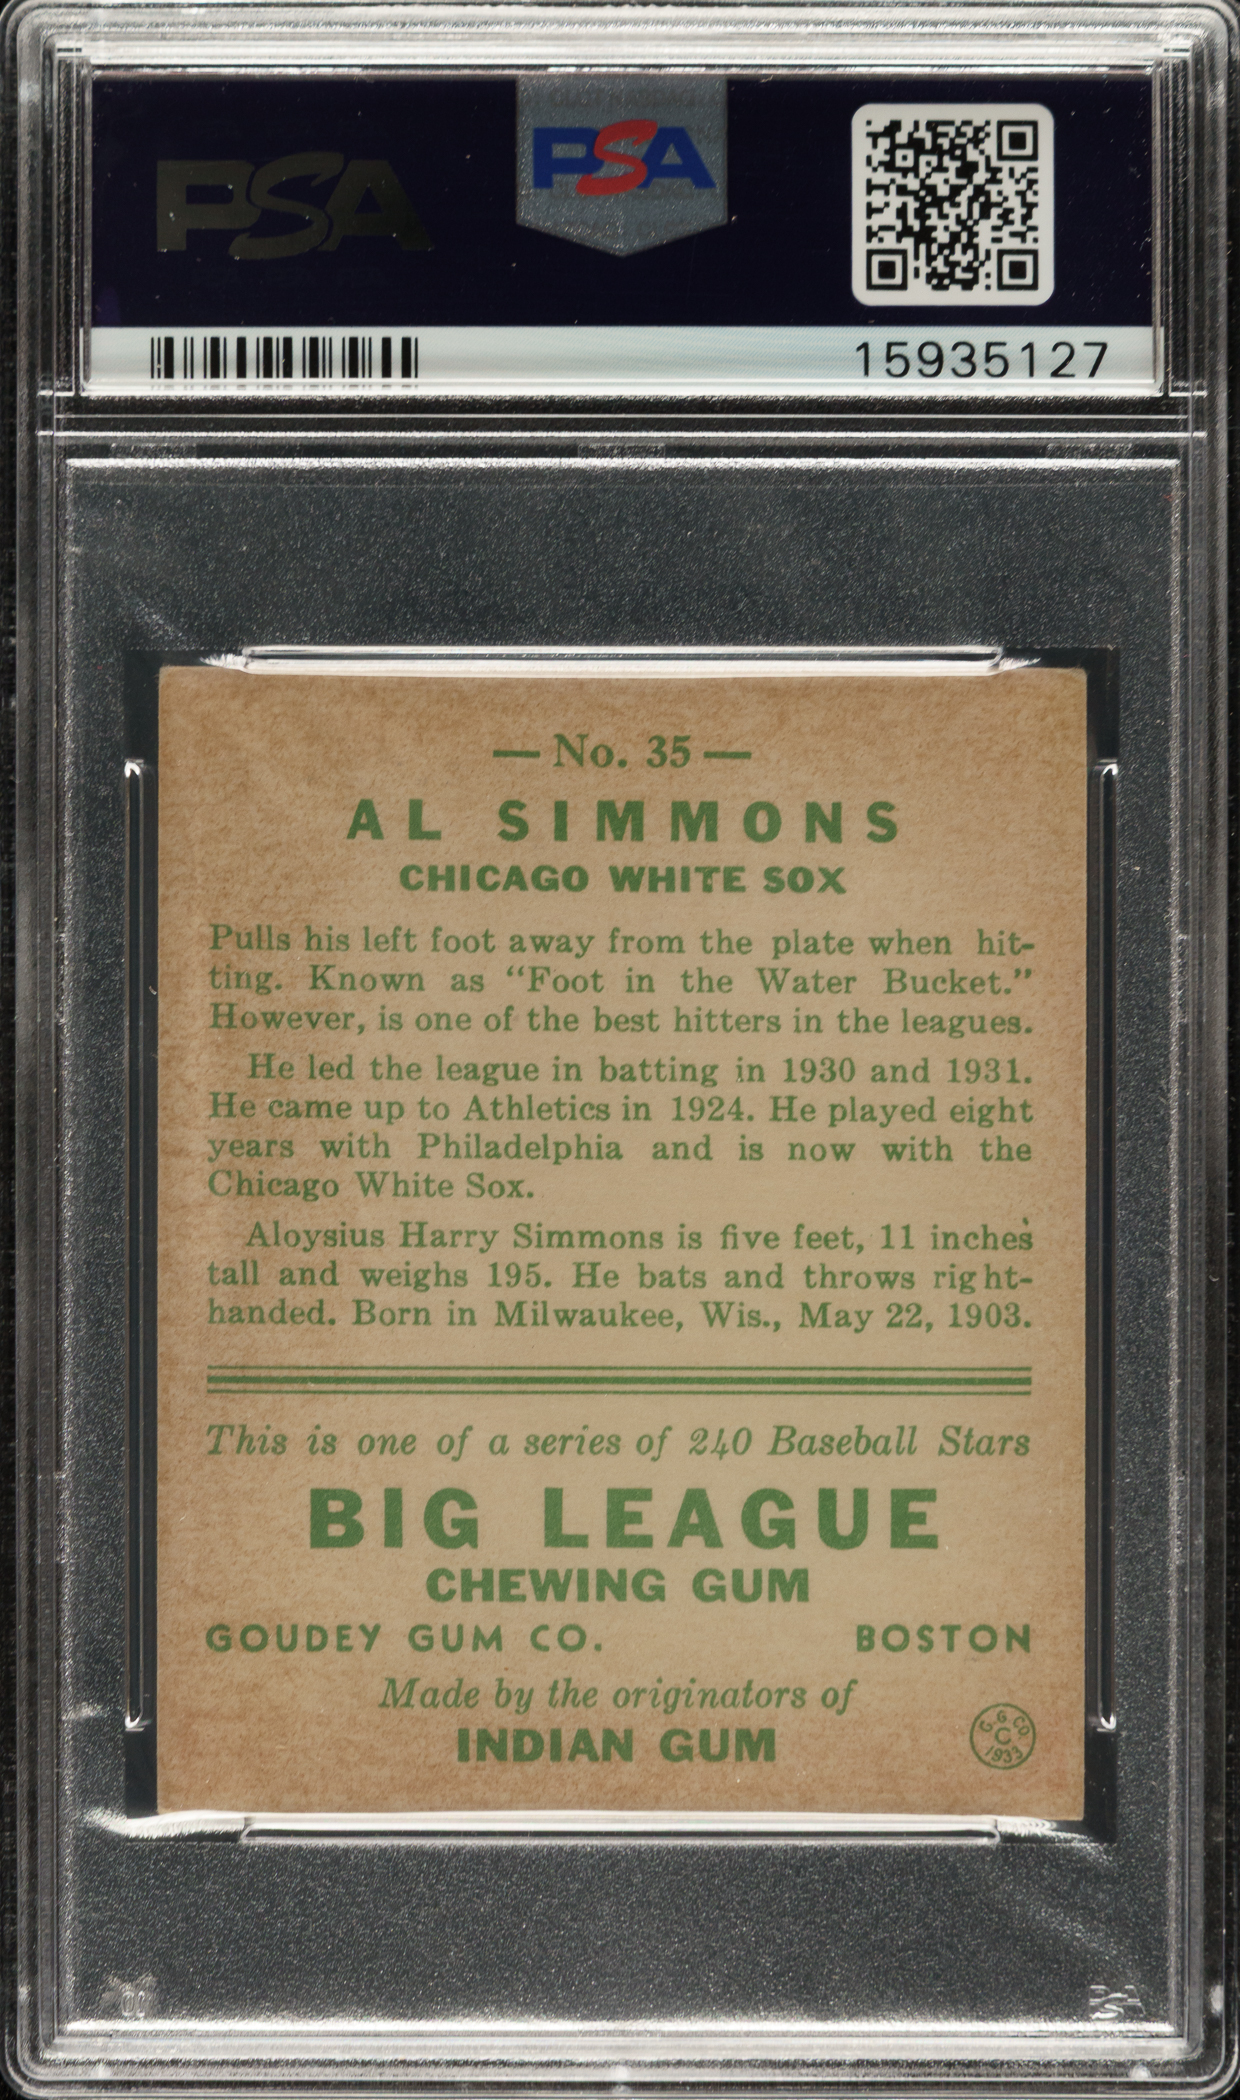 PSA
PSA
15935127
— No. 35 —
AL SIMMONS
CHICAGO WHITE SOX
Pulls his left foot away from the plate when hit-
ting. Known as “Foot in the Water Bucket.”
However, is one of the best hitters in the leagues.
He led the league in batting in 1930 and 1931.
He came up to Athletics in 1924. He played eight
years with Philadelphia and is now with the
Chicago White Sox.
Aloysius Harry Simmons is five feet, 11 inches
tall and weighs 195. He bats and throws right-
handed. Born in Milwaukee, Wis., May 22, 1903.
This is one of a series of 240 Baseball Stars
BIG LEAGUE
CHEWING GUM
GOUDEY GUM CO. BOSTON
Made by the originators of
INDIAN GUM
G. G. CO.
C
1933
PSA